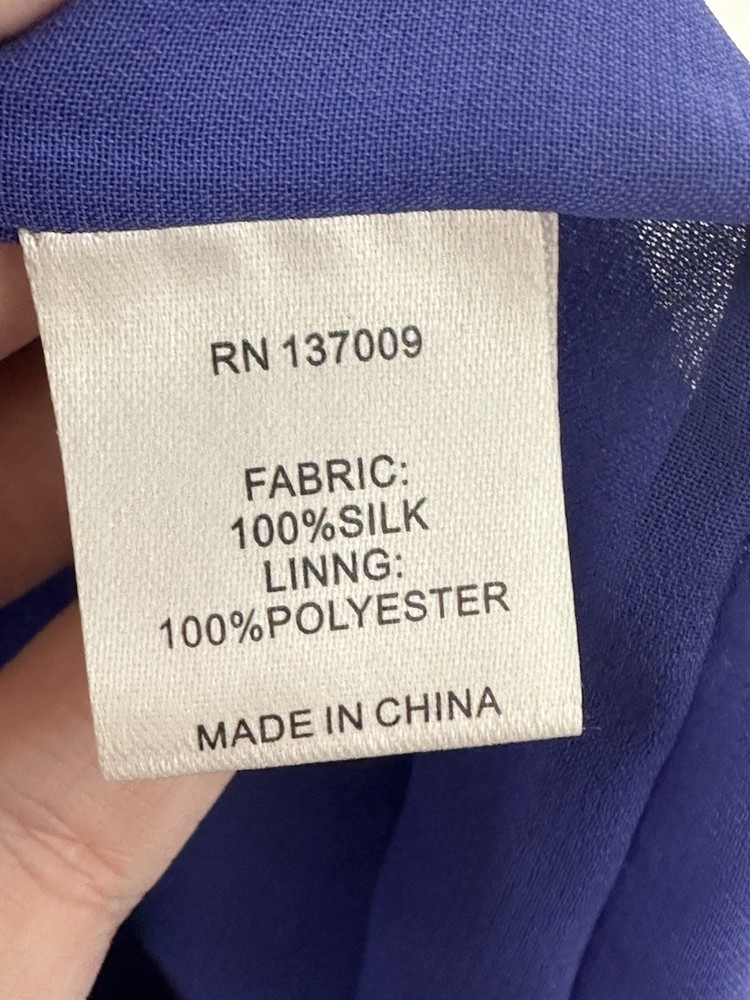 RN 137009
FABRIC:
100%SILK
LINNG:
100%POLYESTER
MADE IN CHINA